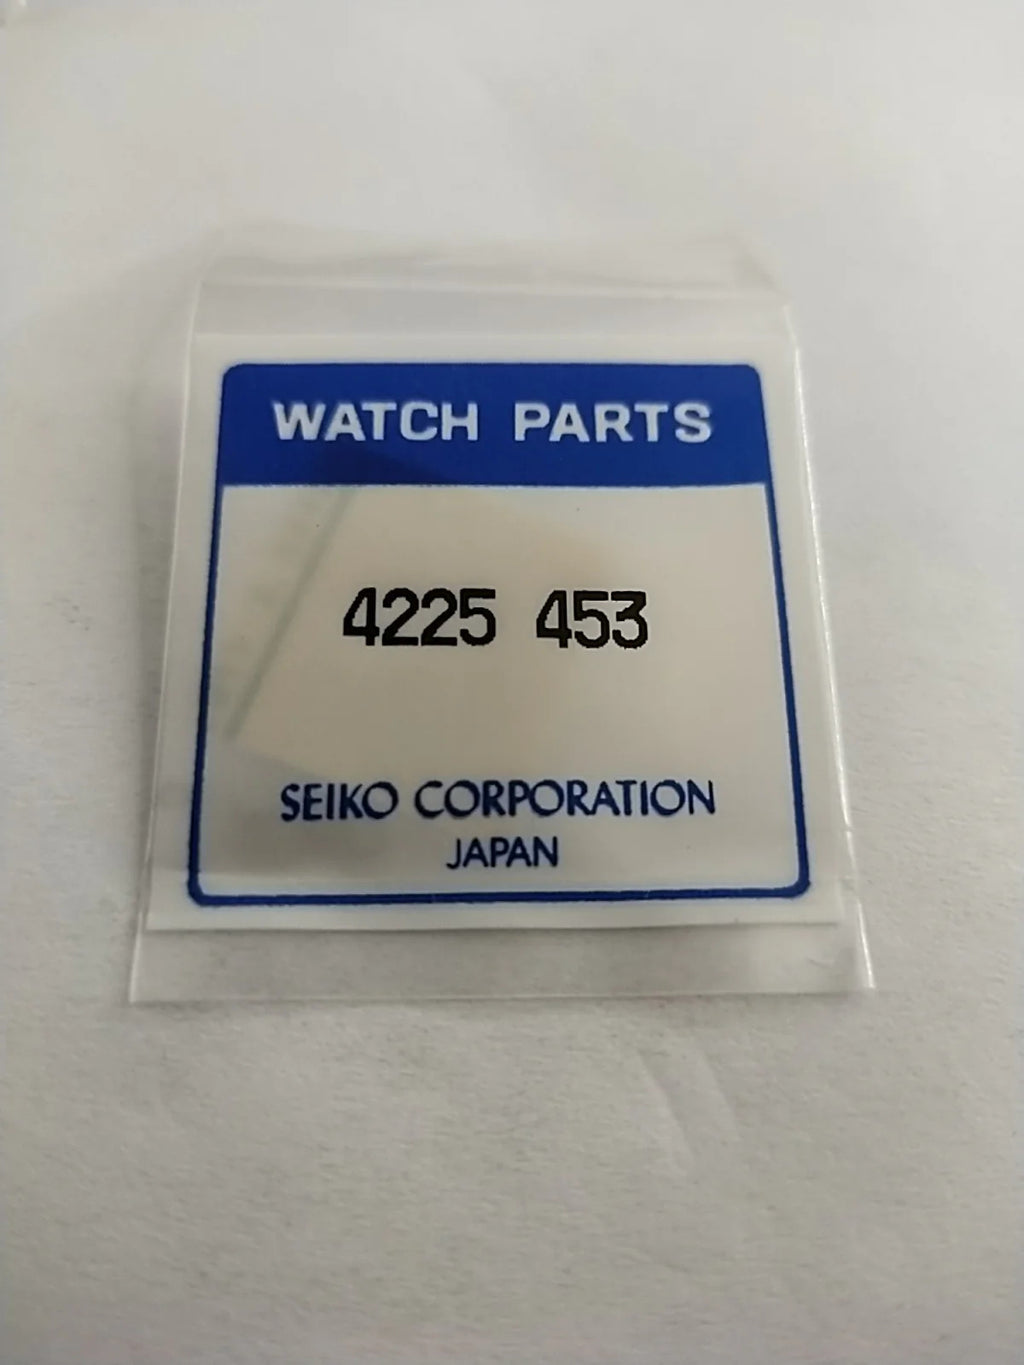 WATCH PARTS
4225 453
SEIKO CORPORATION
JAPAN